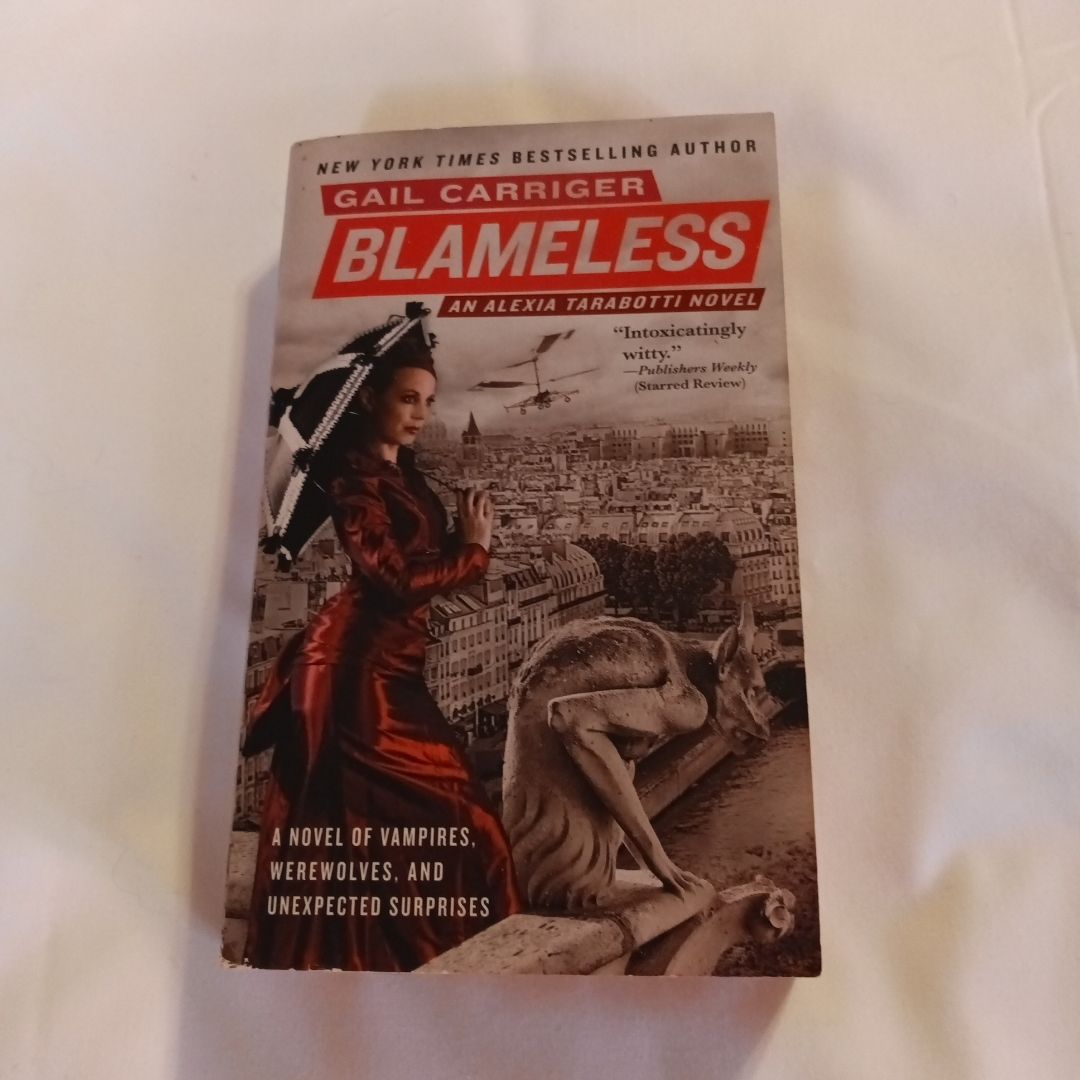 NEW YORK TIMES BESTSELLING AUTHOR
GAIL CARRIGER
BLAMELESS
AN ALEXIA TARABOTTI NOVEL
“Intoxicatingly
witty.”
—Publishers Weekly
(Starred Review)
A NOVEL OF VAMPIRES,
WEREWOLVES, AND
UNEXPECTED SURPRISES